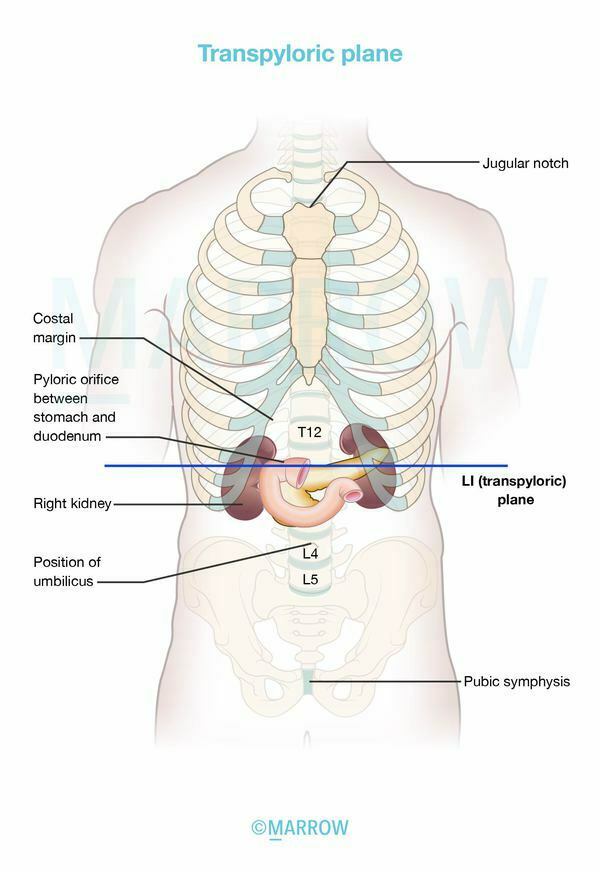 Transpyloric plane
Jugular notch
Costal
margin
Pyloric orifice
between
stomach and
duodenum
T12
LI (transpyloric)
plane
Right kidney
L4
Position of
umbilicus
L5
Pubic symphysis
MARROW
©MARROW